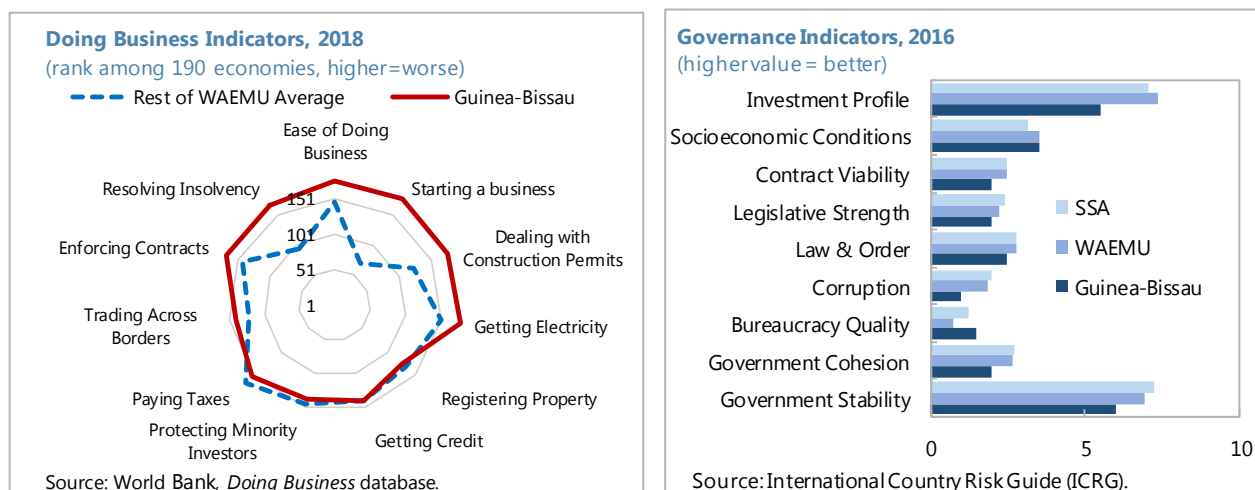 Doing Business Indicators, 2018
(rank among 190 economies, higher=worse)
Rest of WAEMU Average
Guinea-Bissau
Ease of Doing
Business
Starting a business
Dealing with
Construction Permits
Getting Electricity
Registering Property
Getting Credit
Protecting Minority
Investors
Paying Taxes
Trading Across
Borders
Enforcing Contracts
Resolving Insolvency
151
101
51
1
Source: World Bank, Doing Business database.
Governance Indicators, 2016
(higher value = better)
Investment Profile
Socioeconomic Conditions
Contract Viability
Legislative Strength
Law & Order
Corruption
Bureaucracy Quality
Government Cohesion
Government Stability
SSA
WAEMU
Guinea-Bissau
0
5
10
Source: International Country Risk Guide (ICRG).